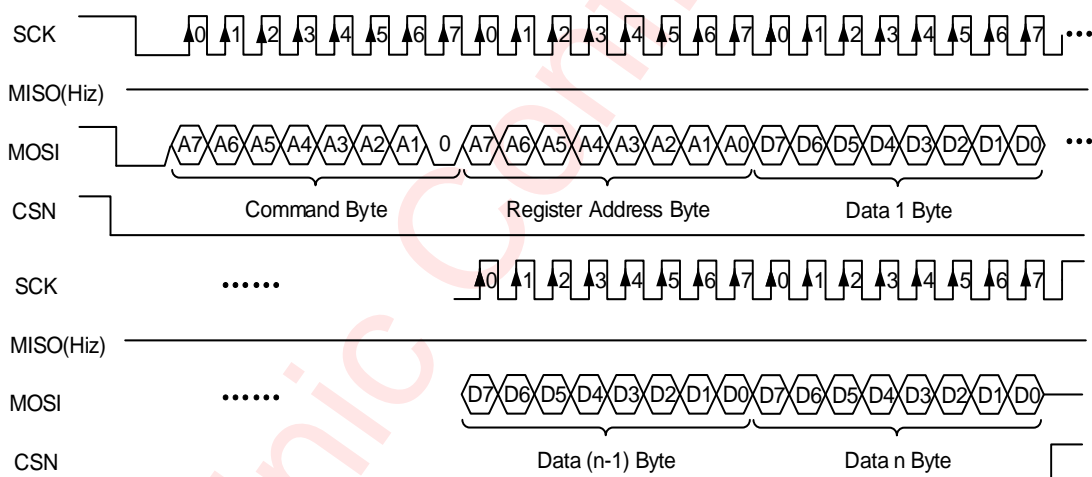 SCK 0 1 2 3 4 5 6 7 0 1 2 3 4 5 6 7 0 1 2 3 4 5 6 7 •••
MISO(Hiz)
MOSI A7 A6 A5 A4 A3 A2 A1 0 A7 A6 A5 A4 A3 A2 A1 A0 D7 D6 D5 D4 D3 D2 D1 D0 •••
Command Byte Register Address Byte Data 1 Byte
CSN
SCK •••••• 0 1 2 3 4 5 6 7 0 1 2 3 4 5 6 7
MISO(Hiz)
MOSI •••••• D7 D6 D5 D4 D3 D2 D1 D0 D7 D6 D5 D4 D3 D2 D1 D0
Data (n-1) Byte Data n Byte
CSN